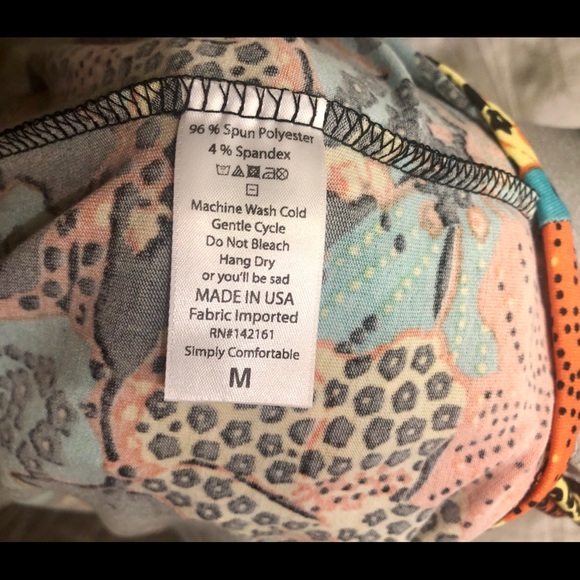 96 % Spun Polyester
4 % Spandex
Machine Wash Cold
Gentle Cycle
Do Not Bleach
Hang Dry
or you'll be sad
MADE IN USA
Fabric Imported
RN#142161
Simply Comfortable
M